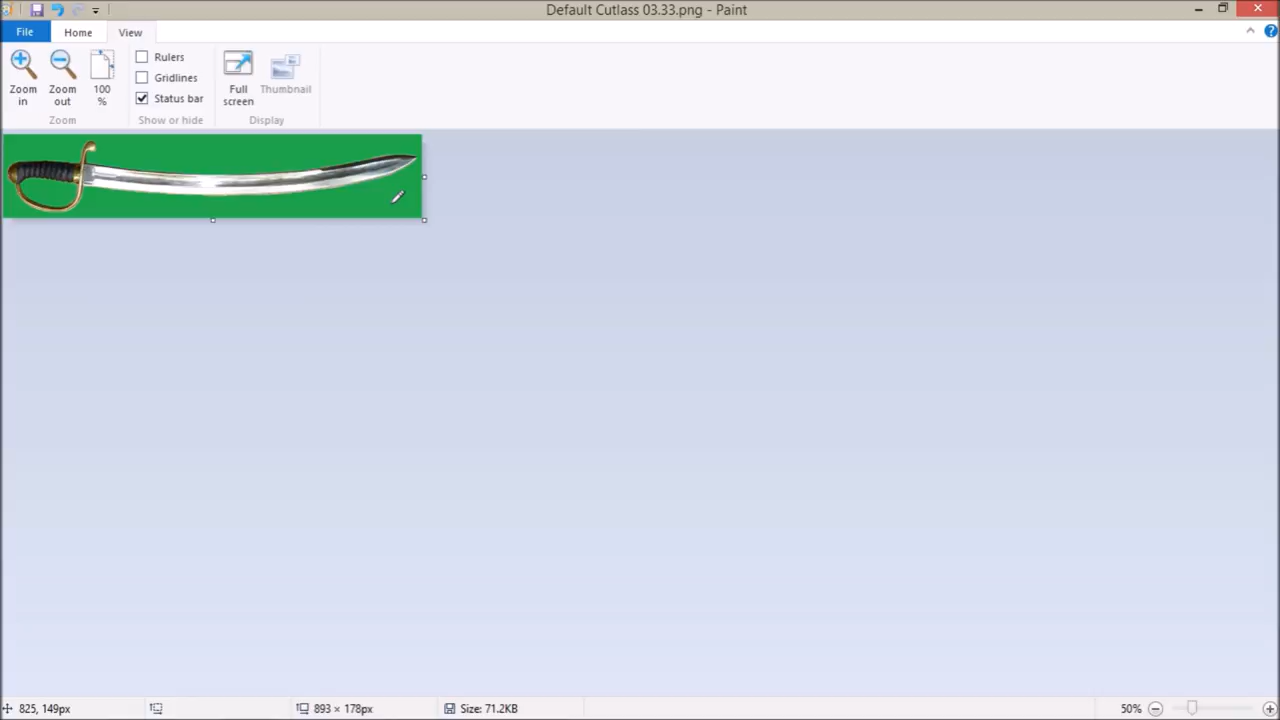 Default Cutlass 03.33.png - Paint
File Home View
Zoom in
Zoom out
100 %
Rulers
Gridlines
Status bar
Full screen
Thumbnail
Zoom
Show or hide
Display
825, 149px
893 × 178px
Size: 71.2KB
50%